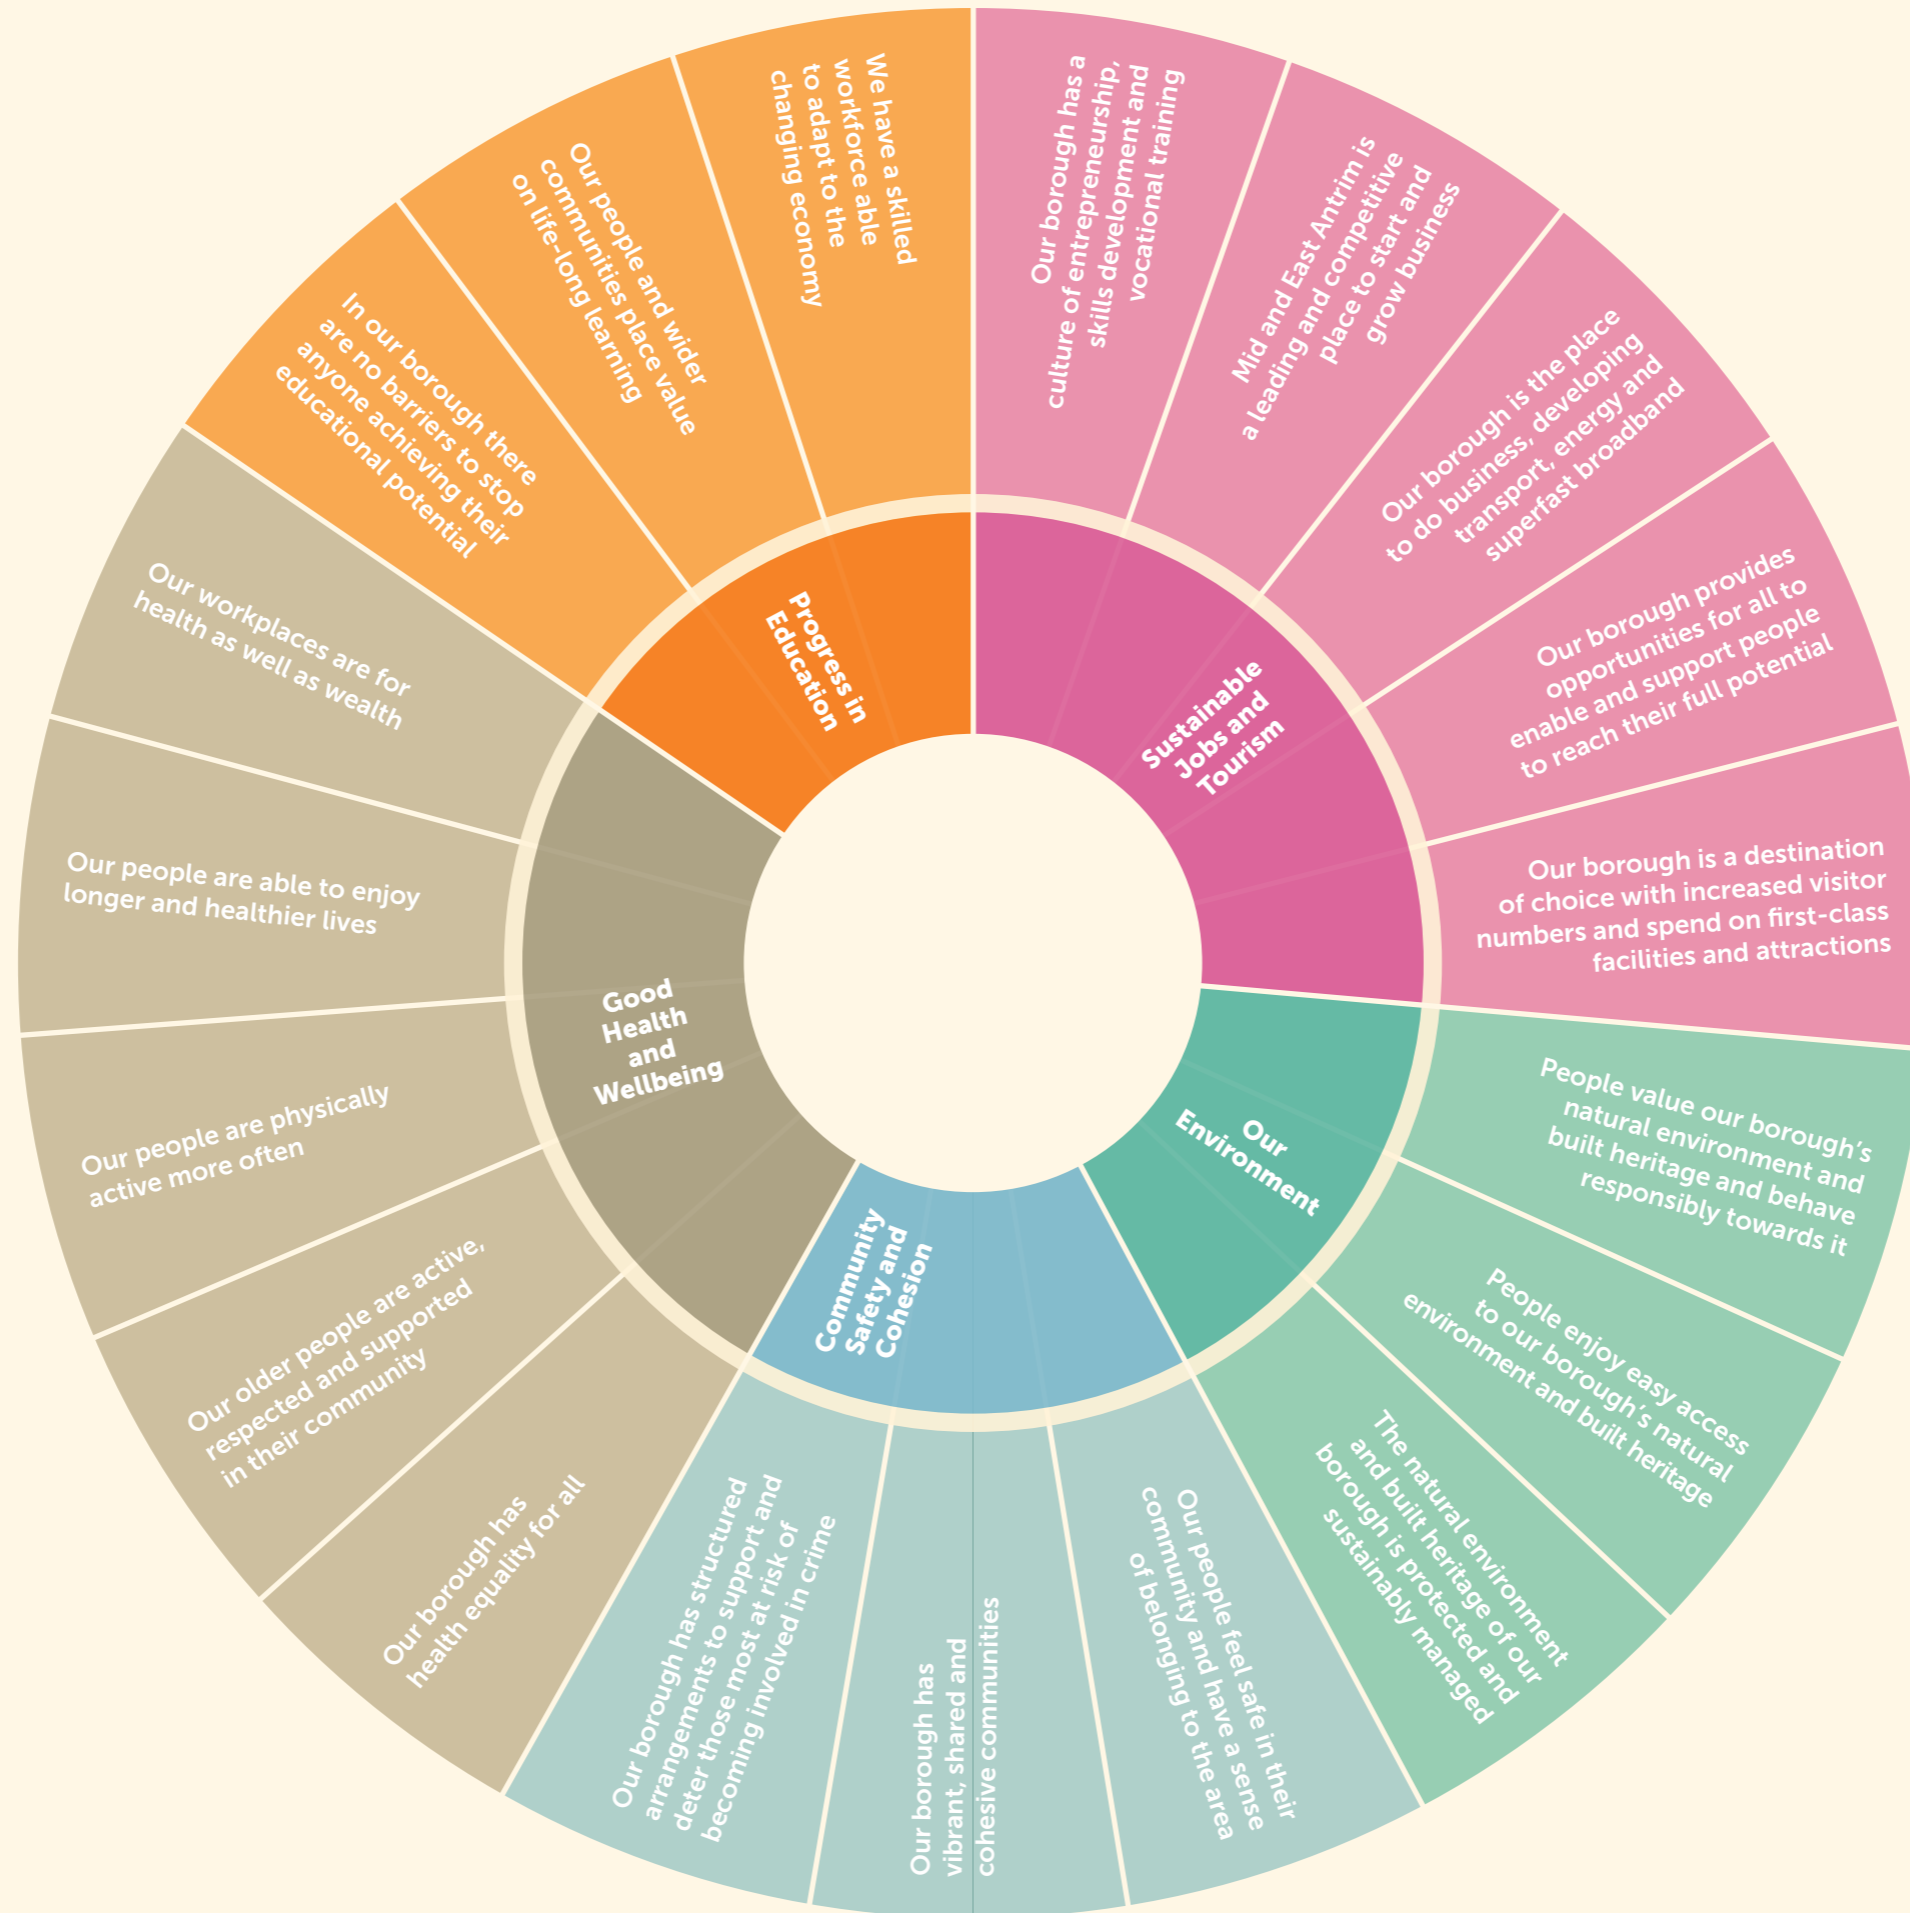 Sustainable
Jobs and
Tourism
Our borough has a
culture of entrepreneurship,
skills development and
vocational training
Mid and East Antrim is
a leading and competitive
place to start and
grow business
Our borough is the place
to do business, developing
transport, energy and
superfast broadband
Our borough provides
opportunities for all to
enable and support people
to reach their full potential
Our borough is a destination
of choice with increased visitor
numbers and spend on first-class
facilities and attractions
Our
Environment
People value our borough’s
natural environment and
built heritage and behave
responsibly towards it
People enjoy easy access
to our borough’s natural
environment and built heritage
The natural environment
and built heritage of our
borough is protected and
sustainably managed
Community
Safety and
Cohesion
Our people feel safe in their
community and have a sense
of belonging to the area
Our borough has
vibrant, shared and
cohesive communities
Our borough has structured
arrangements to support and
deter those most at risk of
becoming involved in crime
Good
Health
and
Wellbeing
Our borough has
health equality for all
Our older people are active,
respected and supported
in their community
Our people are physically
active more often
Our people are able to enjoy
longer and healthier lives
Our workplaces are for
health as well as wealth
Progress in
Education
In our borough there
are no barriers to stop
anyone achieving their
educational potential
Our people and wider
communities place value
on life-long learning
We have a skilled
workforce able
to adapt to the
changing economy